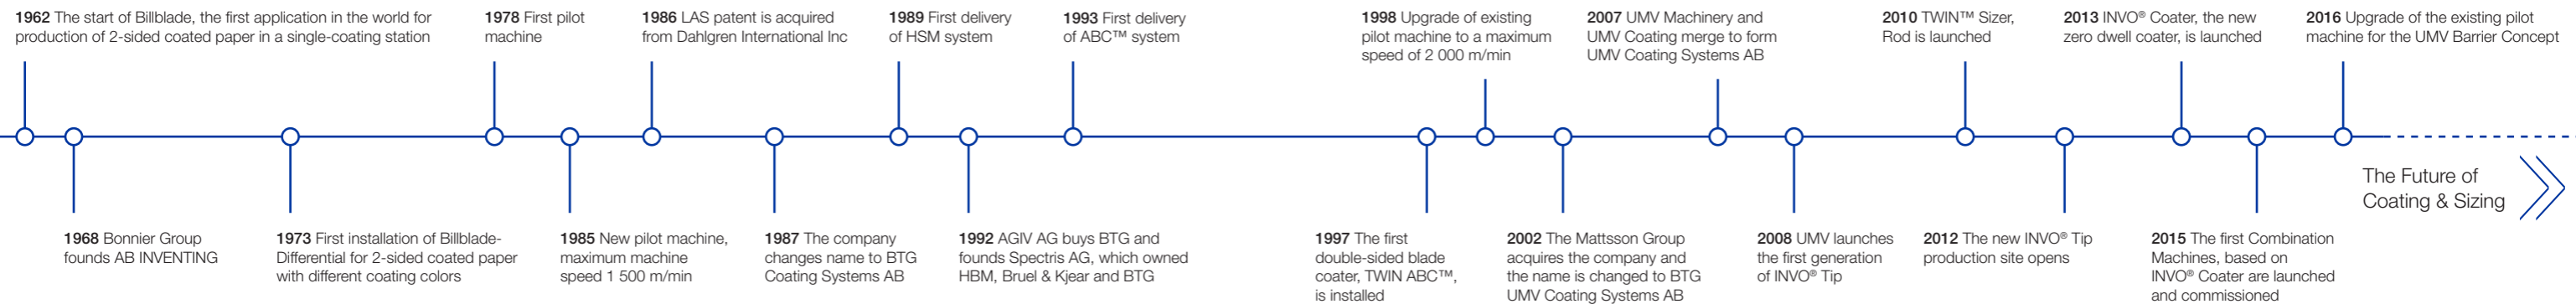 1962 The start of Billblade, the first application in the world for
production of 2-sided coated paper in a single-coating station
1978 First pilot
machine
1986 LAS patent is acquired
from Dahlgren International Inc
1989 First delivery
of HSM system
1993 First delivery
of ABC™ system
1998 Upgrade of existing
pilot machine to a maximum
speed of 2 000 m/min
2007 UMV Machinery and
UMV Coating merge to form
UMV Coating Systems AB
2010 TWIN™ Sizer,
Rod is launched
2013 INVO® Coater, the new
zero dwell coater, is launched
2016 Upgrade of the existing pilot
machine for the UMV Barrier Concept
The Future of
Coating & Sizing
1968 Bonnier Group
founds AB INVENTING
1973 First installation of Billblade-
Differential for 2-sided coated paper
with different coating colors
1985 New pilot machine,
maximum machine
speed 1 500 m/min
1987 The company
changes name to BTG
Coating Systems AB
1992 AGIV AG buys BTG and
founds Spectris AG, which owned
HBM, Bruel & Kjear and BTG
1997 The first
double-sided blade
coater, TWIN ABC™,
is installed
2002 The Mattsson Group
acquires the company and
the name is changed to BTG
UMV Coating Systems AB
2008 UMV launches
the first generation
of INVO® Tip
2012 The new INVO® Tip
production site opens
2015 The first Combination
Machines, based on
INVO® Coater are launched
and commissioned